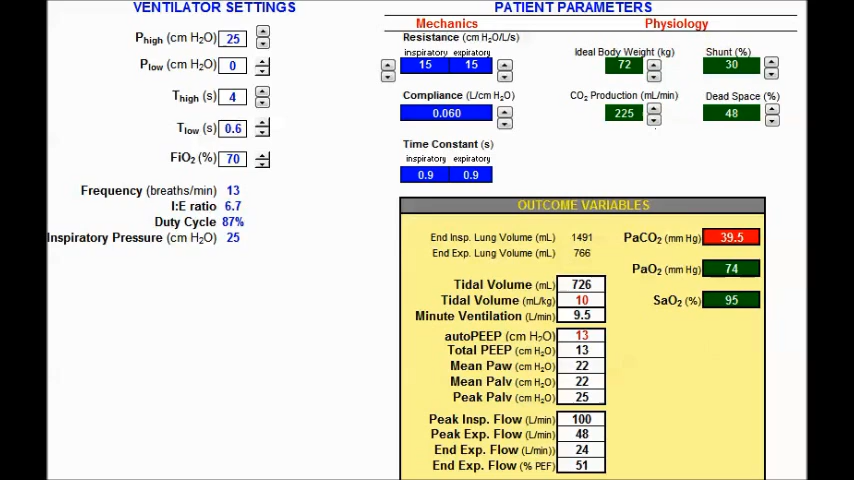 VENTILATOR SETTINGS
P high (cm H2O) 25
P low (cm H2O) 0
T high (s) 4
T low (s) 0.6
FiO2 (%) 70
Frequency (breaths/min) 13
I:E ratio 6.7
Duty Cycle 87%
Inspiratory Pressure (cm H2O) 25
PATIENT PARAMETERS
Mechanics
Resistance (cm H2O/L/s)
inspiratory expiratory
15 15
Compliance (L/cm H2O)
0.060
Time Constant (s)
inspiratory expiratory
0.9 0.9
Physiology
Ideal Body Weight (kg)
72
Shunt (%)
30
CO2 Production (mL/min)
225
Dead Space (%)
48
OUTCOME VARIABLES
End Insp. Lung Volume (mL) 1491
End Exp. Lung Volume (mL) 766
Tidal Volume (mL) 726
Tidal Volume (mL/kg) 10
Minute Ventilation (L/min) 9.5
autoPEEP (cm H2O) 13
Total PEEP (cm H2O) 13
Mean Paw (cm H2O) 22
Mean Palv (cm H2O) 22
Peak Palv (cm H2O) 25
Peak Insp. Flow (L/min) 100
Peak Exp. Flow (L/min) 48
End Exp. Flow (L/min)) 24
End Exp. Flow (% PEF) 51
PaCO2 (mm Hg) 39.5
PaO2 (mm Hg) 74
SaO2 (%) 95